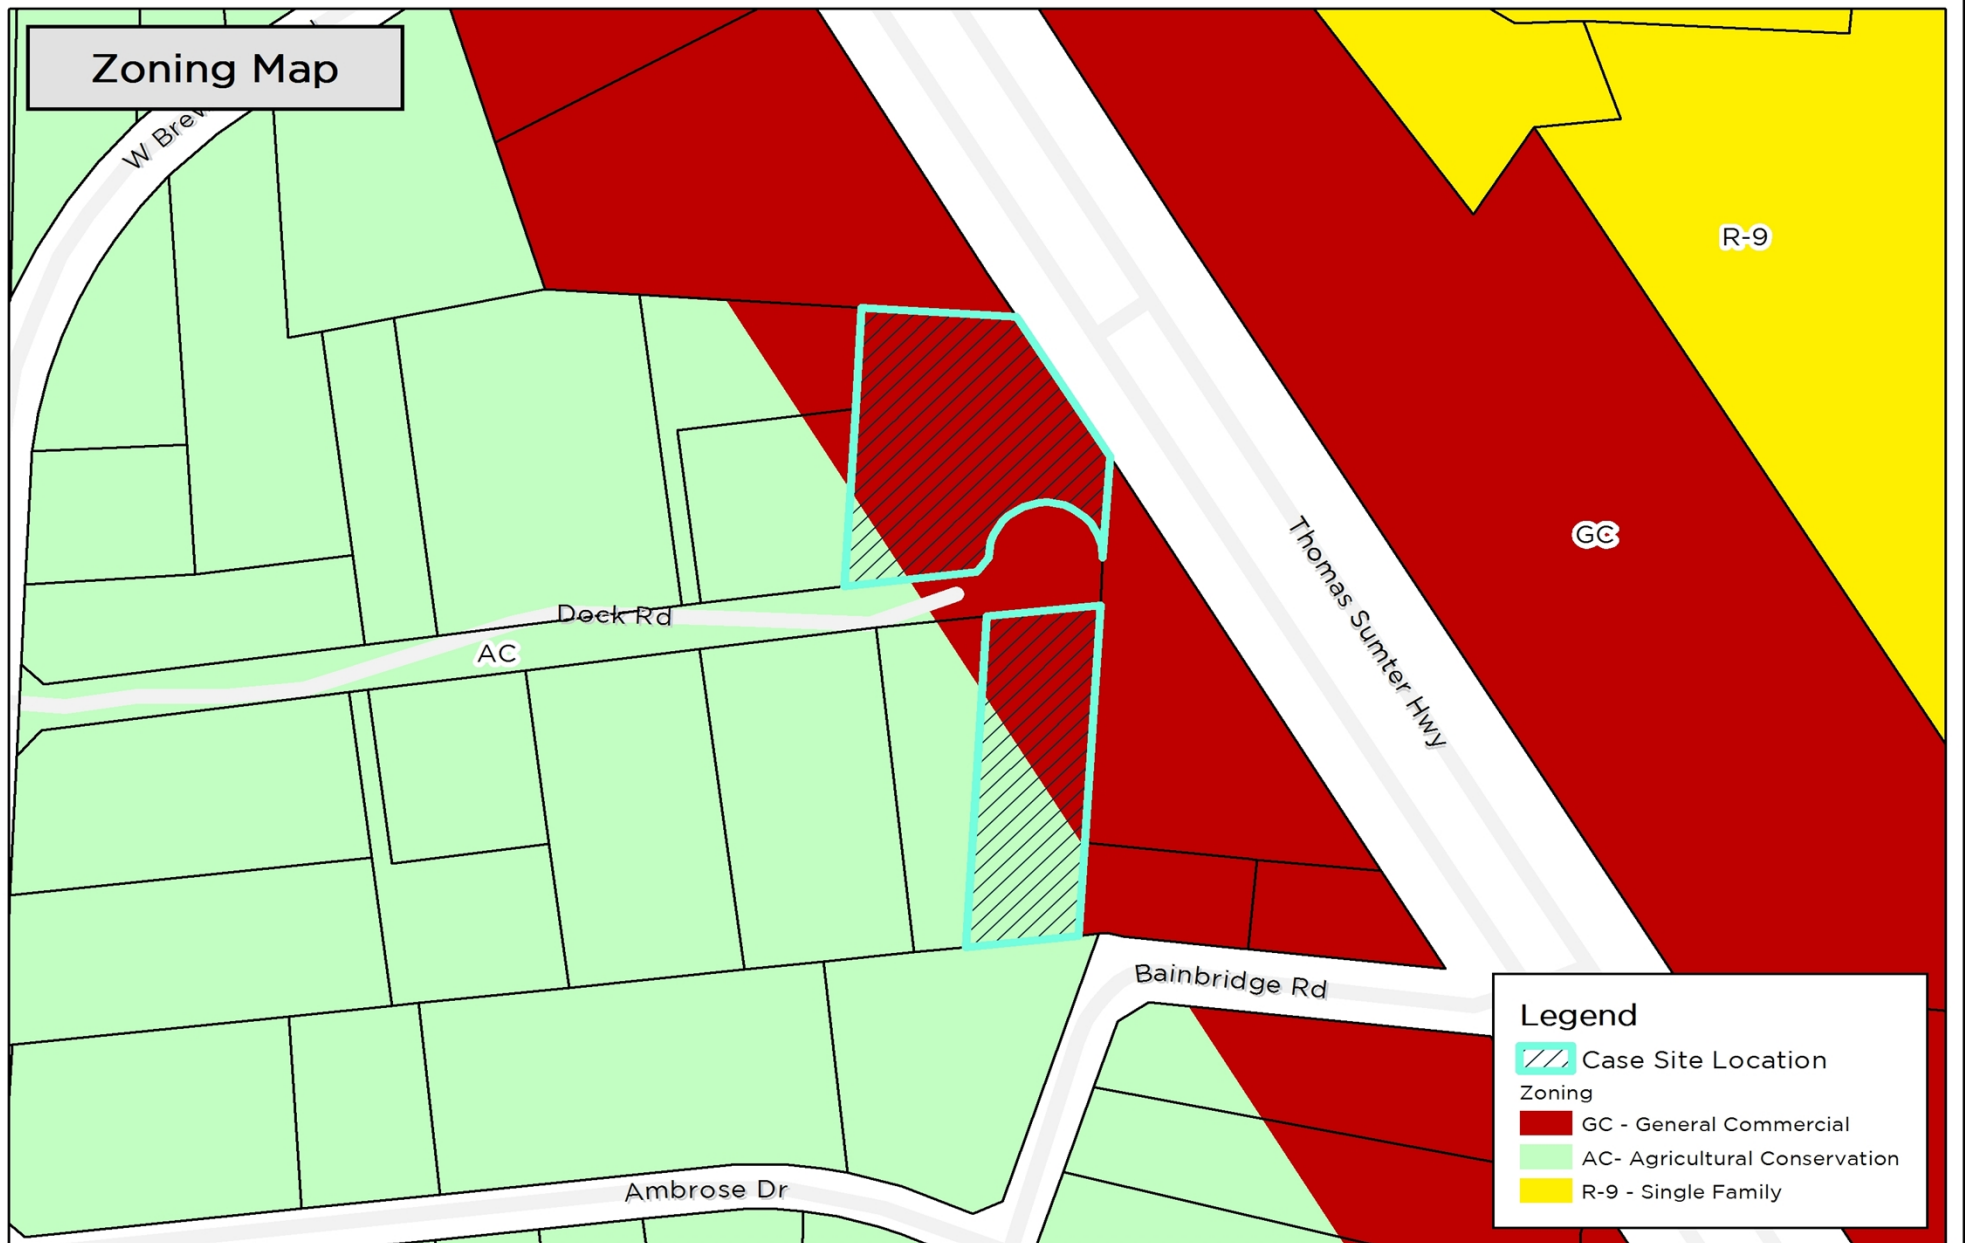 Zoning Map
W Brew
R-9
GC
Thomas Sumter Hwy
Dock Rd
AC
Bainbridge Rd
Ambrose Dr
Legend
Case Site Location
Zoning
GC - General Commercial
AC- Agricultural Conservation
R-9 - Single Family